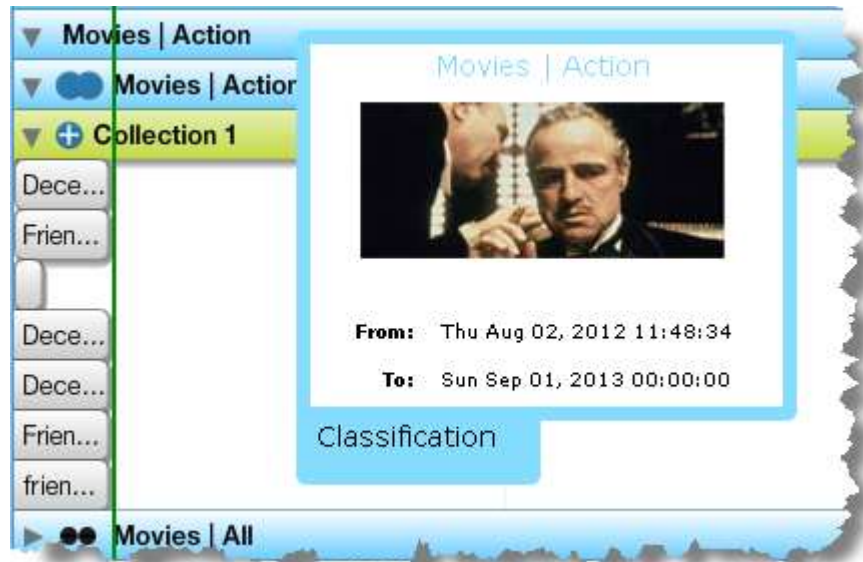 Movies | Action
Movies | Action
Collection 1
Dece...
Frien...
Dece...
Dece...
Frien...
frien...
Movies | All
Movies | Action
From: Thu Aug 02, 2012 11:48:34
To: Sun Sep 01, 2013 00:00:00
Classification